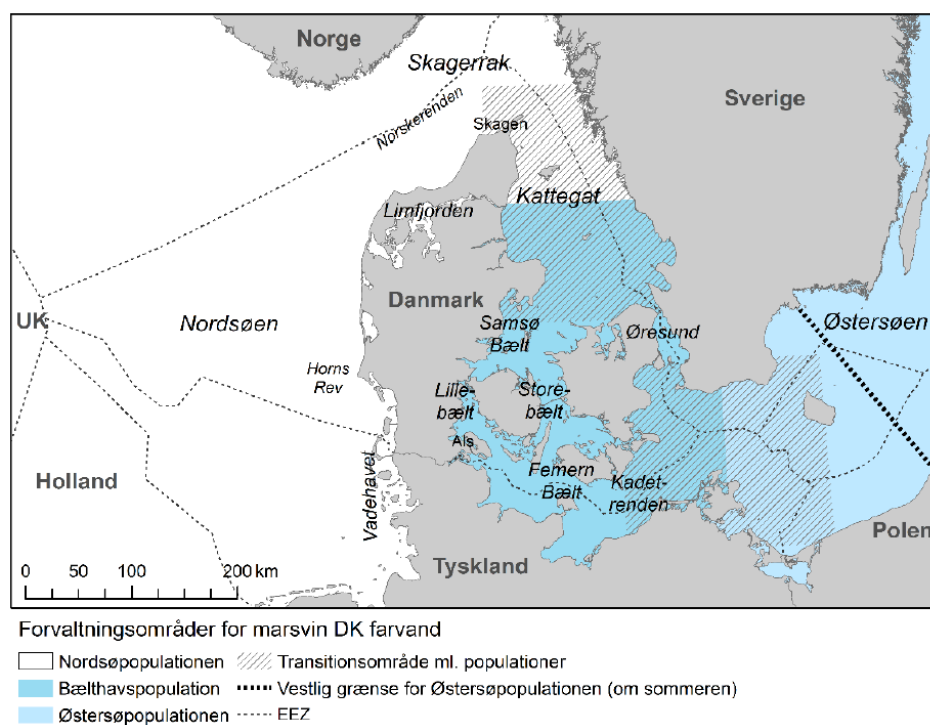 Norge
Skagerrak
Sverige
Norskerenden
Skagen
Kattegat
Limfjorden
Danmark
UK
Nordsøen
Samsø
Bælt
Øresund
Østersøen
Horns
Rev
Lille-
bælt
Store-
bælt
Als
Holland
Vadehavet
Femern
Bælt
Kadet-
renden
Polen
Tyskland
0 50 100 200 km
Forvaltningsområder for marsvin DK farvand
Nordsøpopulationen Transitionsområde ml. populationer
Bælthavspopulation Vestlig grænse for Østersøpopulationen (om sommeren)
Østersøpopulationen EEZ